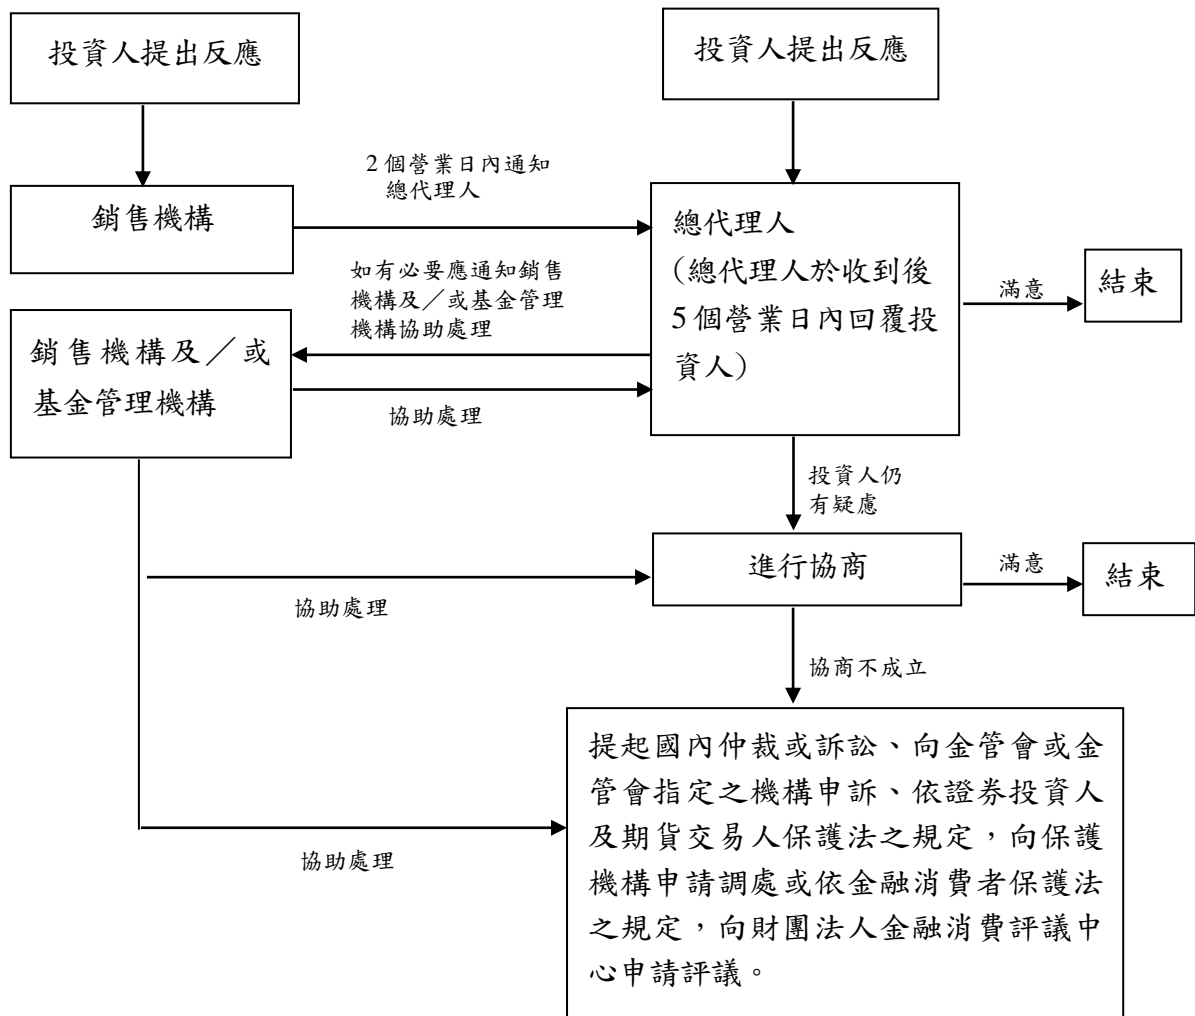 投資人提出反應
投資人提出反應
2個營業日內通知
總代理人
銷售機構
總代理人
（總代理人於收到後
5個營業日內回覆投
資人）
滿意
結束
如有必要應通知銷售
機構及／或基金管理
機構協助處理
銷售機構及／或
基金管理機構
協助處理
投資人仍
有疑慮
進行協商
滿意
結束
協助處理
協商不成立
提起國內仲裁或訴訟、向金管會或金
管會指定之機構申訴、依證券投資人
及期貨交易人保護法之規定，向保護
機構申請調處或依金融消費者保護法
之規定，向財團法人金融消費評議中
心申請評議。
協助處理